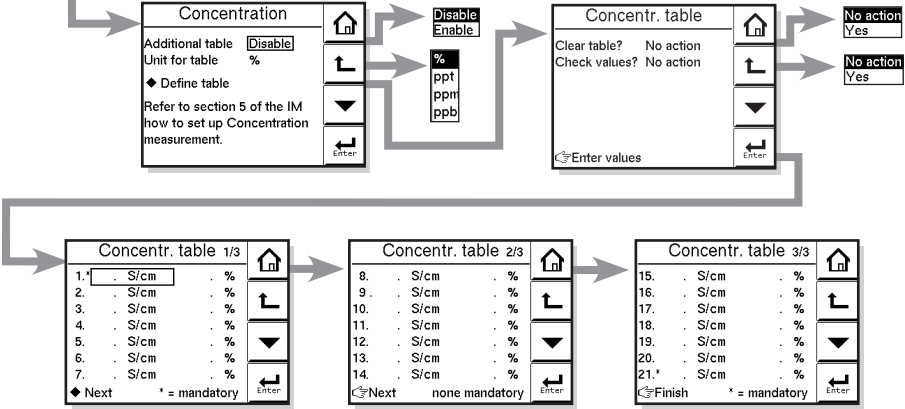 Concentration
Additional table Disable
Unit for table %
◆ Define table
Refer to section 5 of the IM
how to set up Concentration
measurement.
Enter
Disable
Enable
%
ppt
ppm
ppb
Concentr. table
Clear table? No action
Check values? No action
☞Enter values
Enter
No action
Yes
No action
Yes
Concentr. table 1/3
1.* . S/cm . %
2. . S/cm . %
3. . S/cm . %
4. . S/cm . %
5. . S/cm . %
6. . S/cm . %
7. . S/cm . %
◆ Next * = mandatory
Enter
Concentr. table 2/3
8. . S/cm . %
9. . S/cm . %
10. . S/cm . %
11. . S/cm . %
12. . S/cm . %
13. . S/cm . %
14. . S/cm . %
☞Next none mandatory
Enter
Concentr. table 3/3
15. . S/cm . %
16. . S/cm . %
17. . S/cm . %
18. . S/cm . %
19. . S/cm . %
20. . S/cm . %
21.* . S/cm . %
☞Finish * = mandatory
Enter